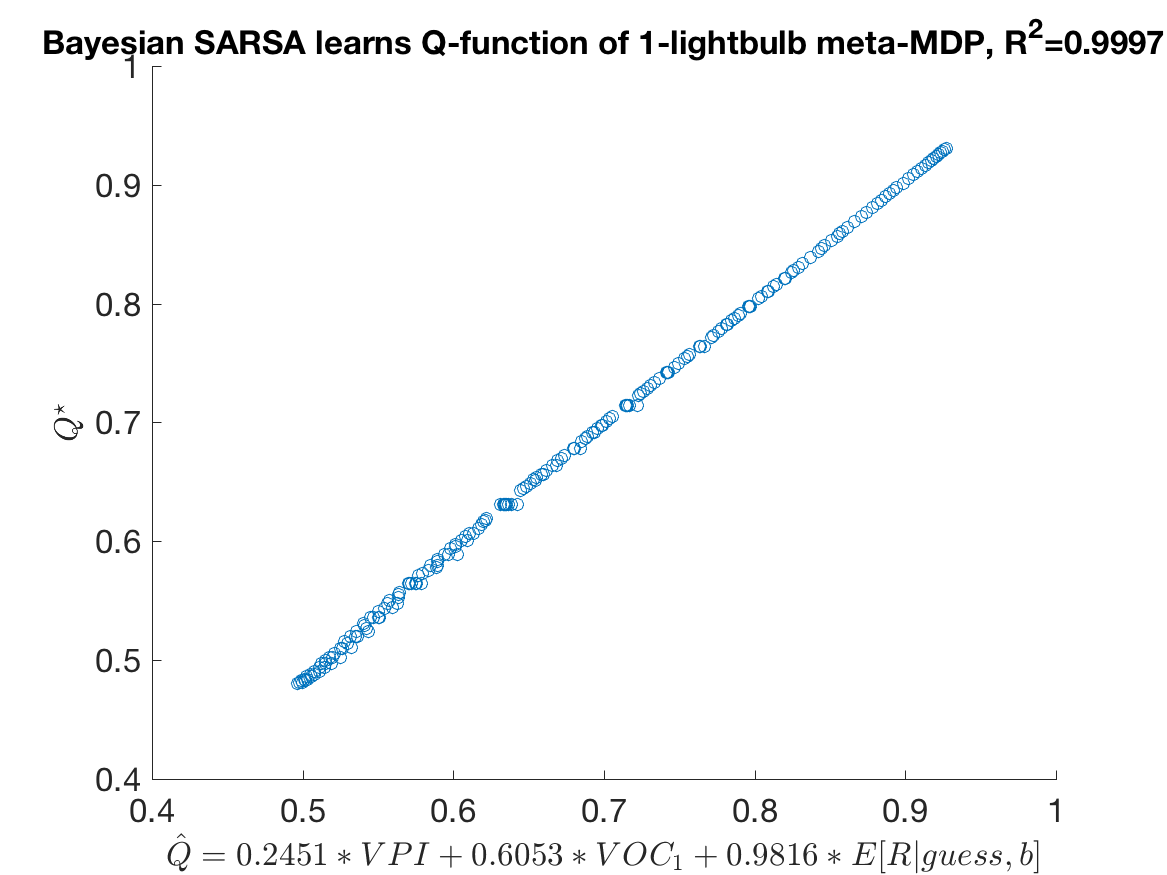 Bayesian SARSA learns Q-function of 1-lightbulb meta-MDP, R²=0.9997
1
0.9
0.8
0.7
0.6
0.5
0.4
Q⋆
0.4 0.5 0.6 0.7 0.8 0.9 1
Q̂ = 0.2451 ∗ VPI + 0.6053 ∗ VOC₁ + 0.9816 ∗ E[R|guess, b]